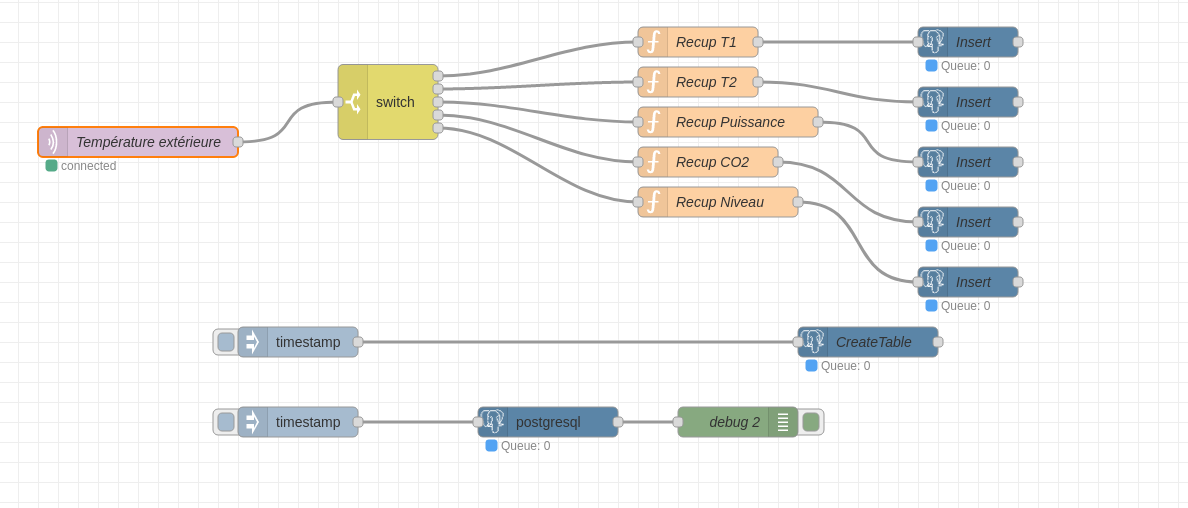 Recup T1
Insert
Queue: 0
switch
Recup T2
Insert
Queue: 0
Température extérieure
connected
Recup Puissance
Recup CO2
Insert
Queue: 0
Recup Niveau
Insert
Queue: 0
Insert
Queue: 0
timestamp
CreateTable
Queue: 0
timestamp
postgresql
Queue: 0
debug 2